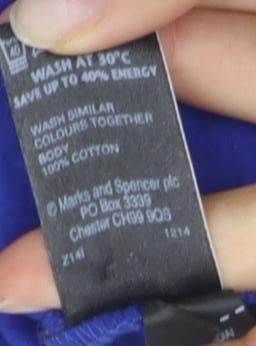 40
WASH AT 30°C
SAVE UP TO 40% ENERGY
WASH SIMILAR
COLOURS TOGETHER
BODY
100% COTTON
© Marks and Spencer plc
PO Box 3339
Chester CH99 9QS
1214
Z14I